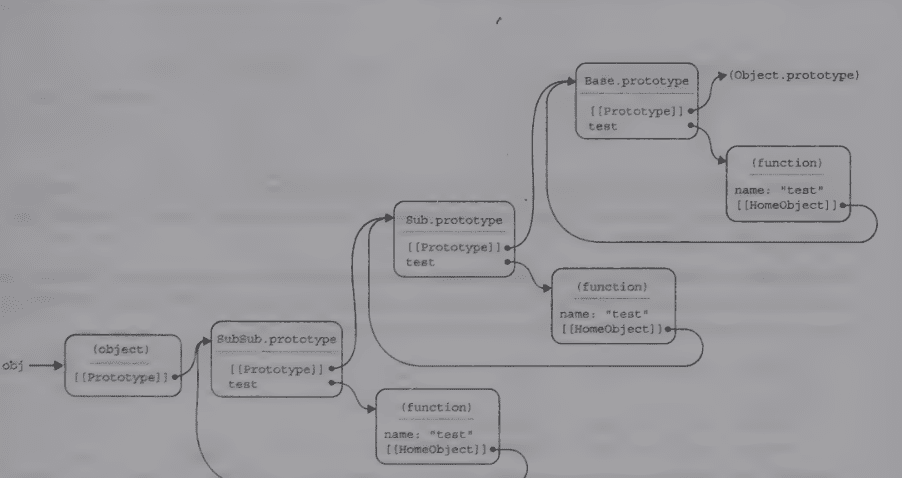 Base.prototype
[[Prototype]]
test
(Object.prototype)
(function)
name: "test"
[[HomeObject]]
Sub.prototype
[[Prototype]]
test
(function)
name: "test"
[[HomeObject]]
obj
(object)
[[Prototype]]
SubSub.prototype
[[Prototype]]
test
(function)
name: "test"
[[HomeObject]]